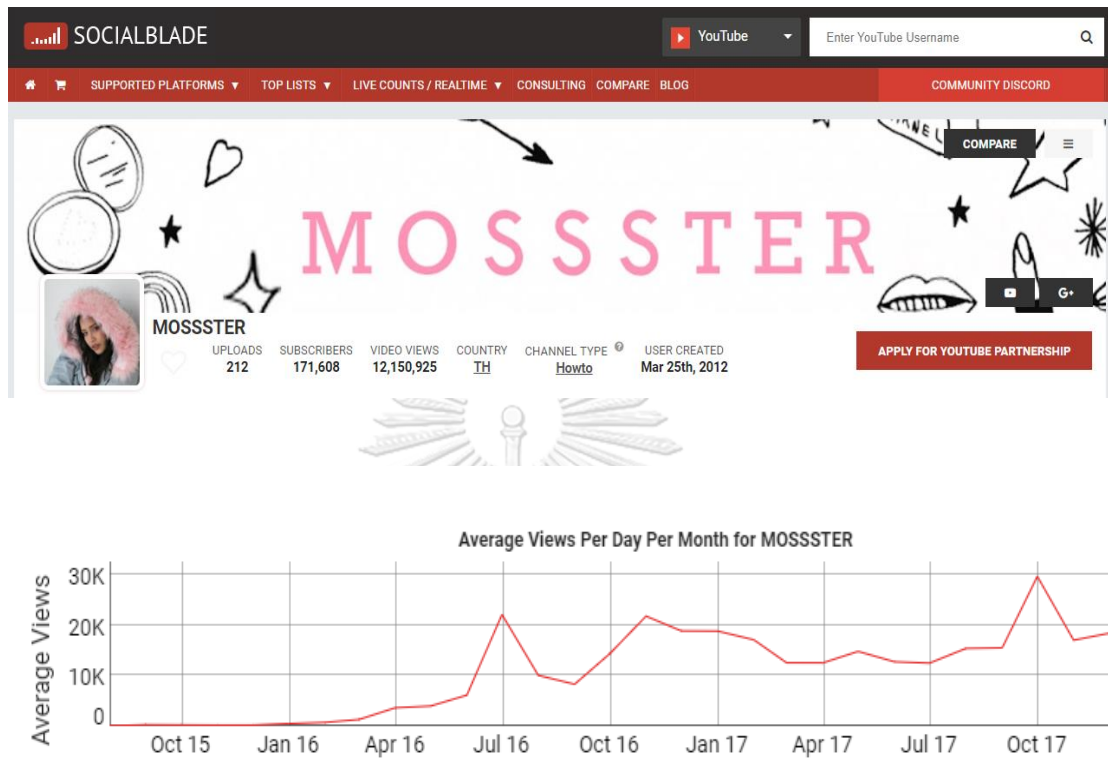 SOCIALBLADE
YouTube
Enter YouTube Username
SUPPORTED PLATFORMS ▼ TOP LISTS ▼ LIVE COUNTS / REALTIME ▼ CONSULTING COMPARE BLOG COMMUNITY DISCORD
COMPARE
MOSSSTER
G+
MOSSSTER
UPLOADS SUBSCRIBERS VIDEO VIEWS COUNTRY CHANNEL TYPE USER CREATED
212 171,608 12,150,925 TH Howto Mar 25th, 2012
APPLY FOR YOUTUBE PARTNERSHIP
Average Views Per Day Per Month for MOSSSTER
Average Views
30K
20K
10K
0
Oct 15 Jan 16 Apr 16 Jul 16 Oct 16 Jan 17 Apr 17 Jul 17 Oct 17